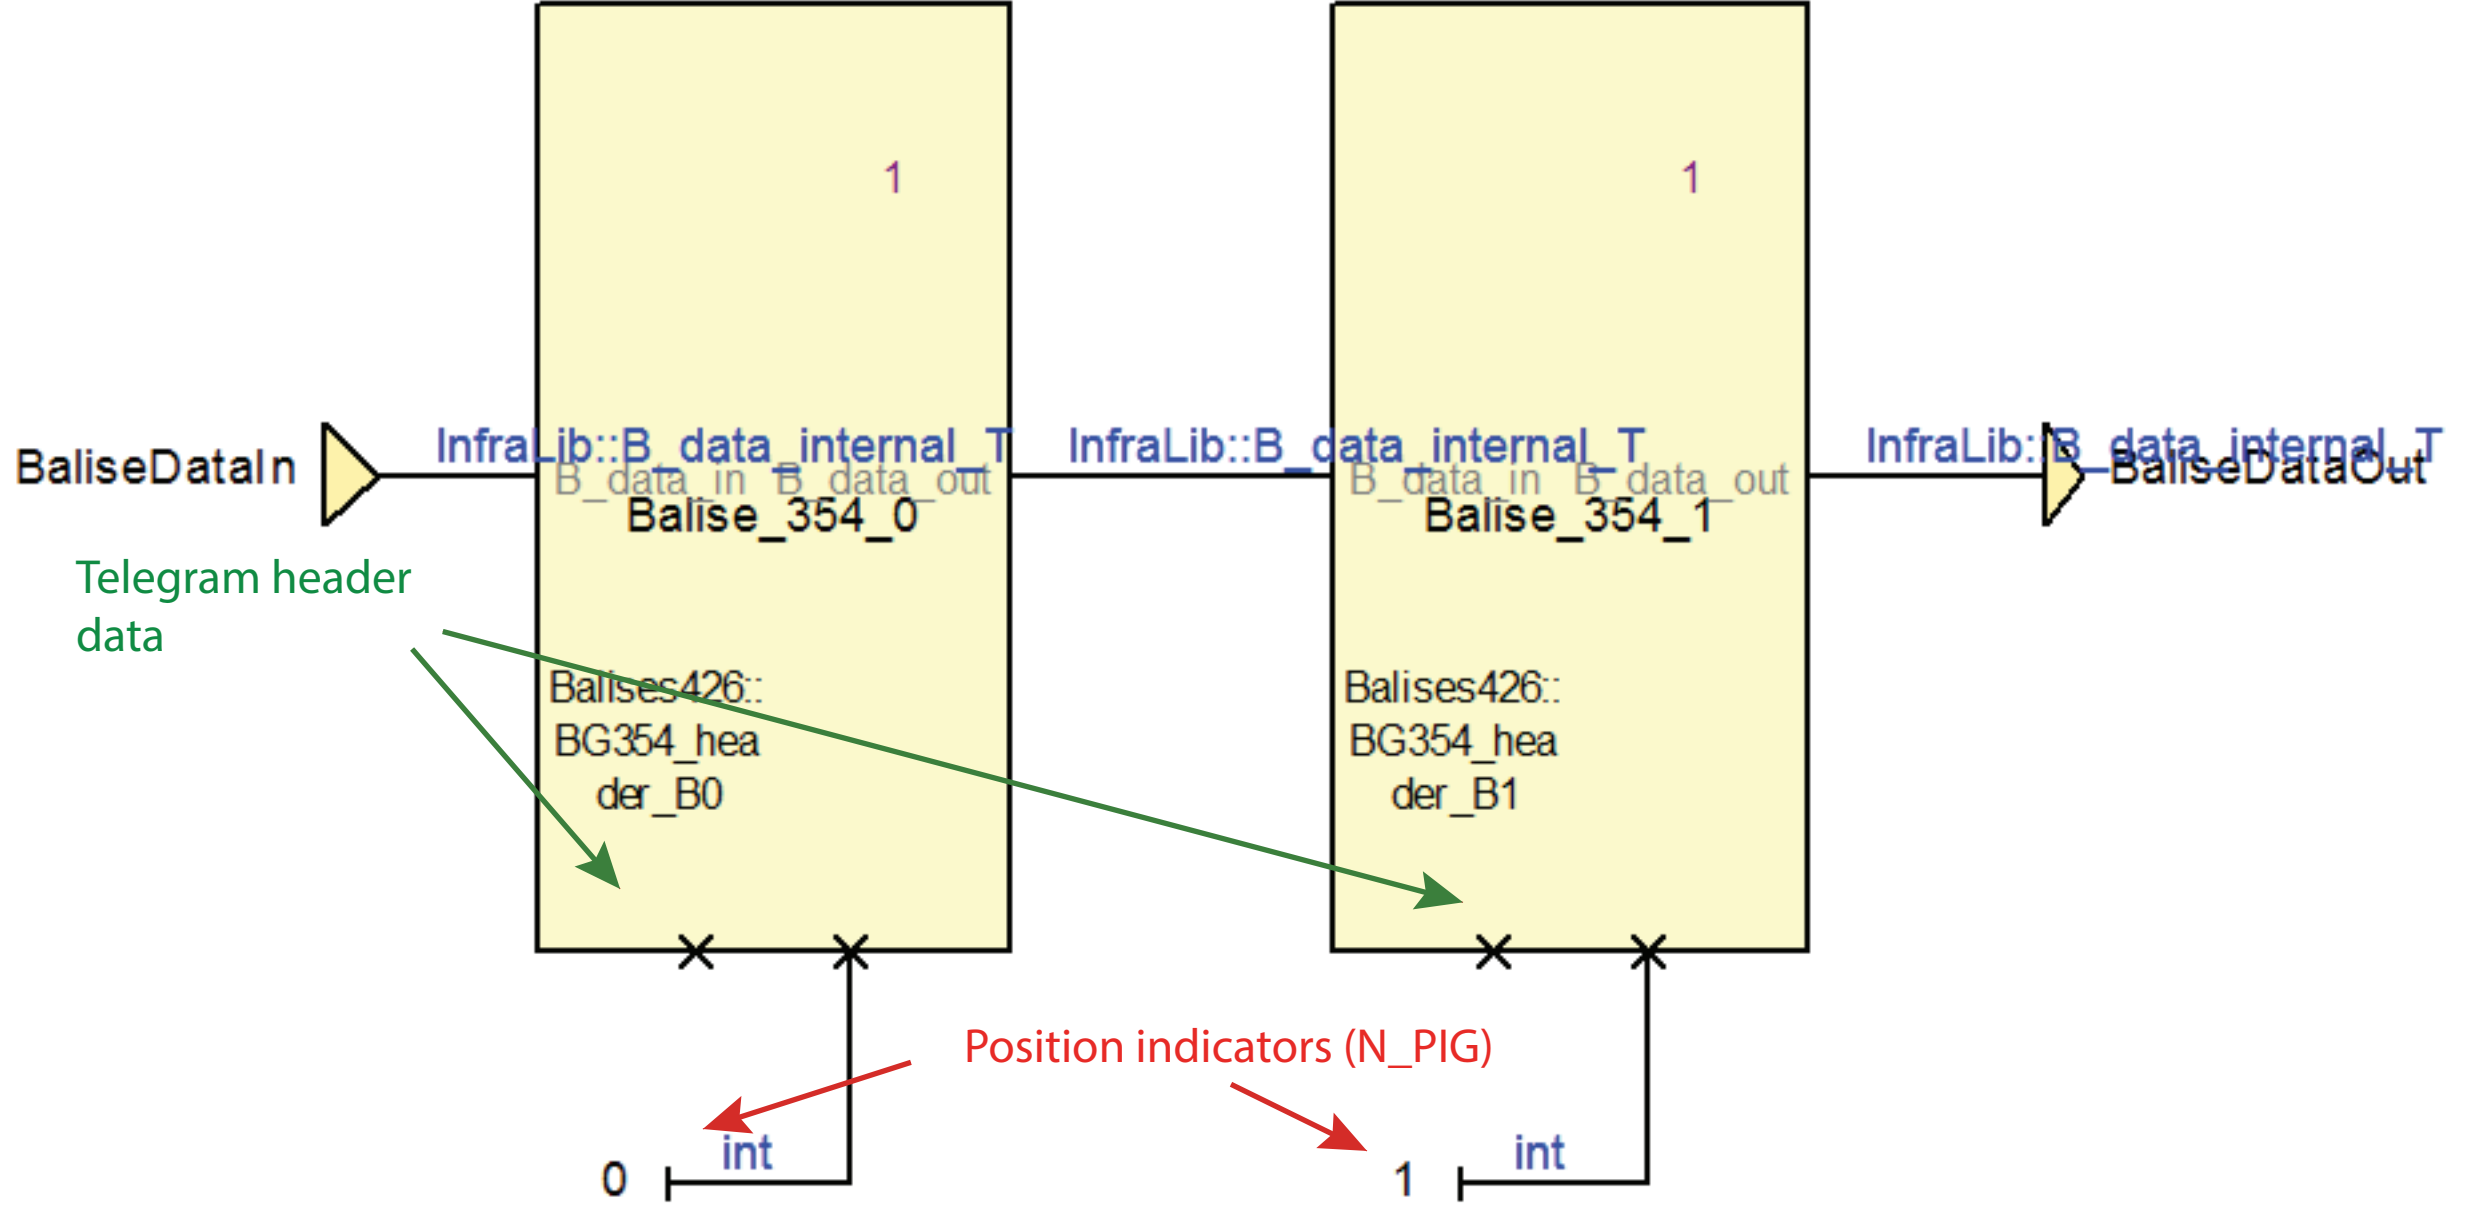 1
1
InfraLib::B_data_internal_T
InfraLib::B_data_internal_T
InfraLib::B_data_internal_T
BaliseDataIn
B_data_in
B_data_out
B_data_in
B_data_out
BaliseDataOut
Balise_354_0
Balise_354_1
Telegram header
data
Balises426::
BG354_hea
der_B0
Balises426::
BG354_hea
der_B1
Position indicators (N_PIG)
int
0
int
1